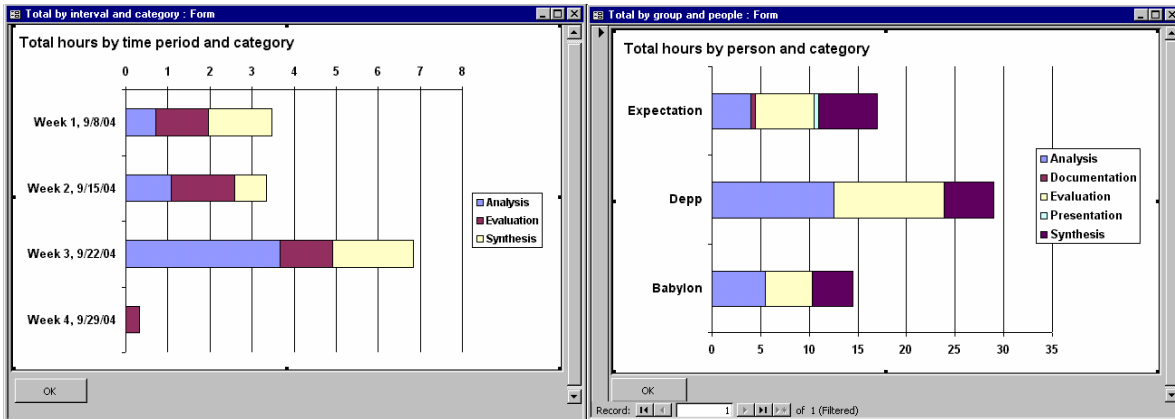 Total by interval and category : Form
Total hours by time period and category
0 1 2 3 4 5 6 7 8
Week 1, 9/8/04
Week 2, 9/15/04
Week 3, 9/22/04
Week 4, 9/29/04
Analysis
Evaluation
Synthesis
OK
Total by group and people : Form
Total hours by person and category
Expectation
Depp
Babylon
0 5 10 15 20 25 30 35
Analysis
Documentation
Evaluation
Presentation
Synthesis
OK
Record: 1 of 1 (Filtered)